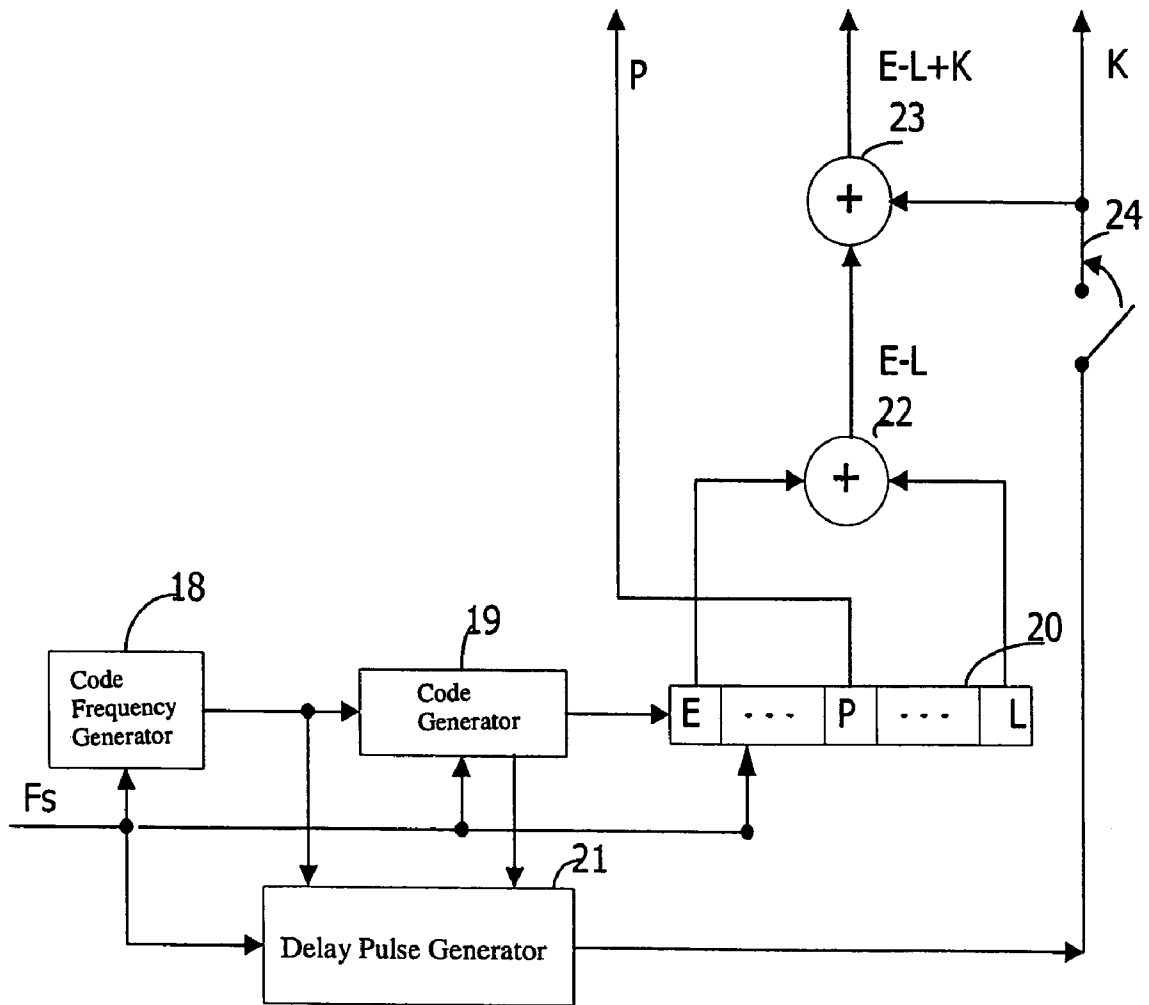 P
E-L+K
23
K
24
E-L
22
+
+
18
19
20
Code
Frequency
Generator
Code
Generator
E
- - -
P
- - -
L
Fs
21
Delay Pulse Generator